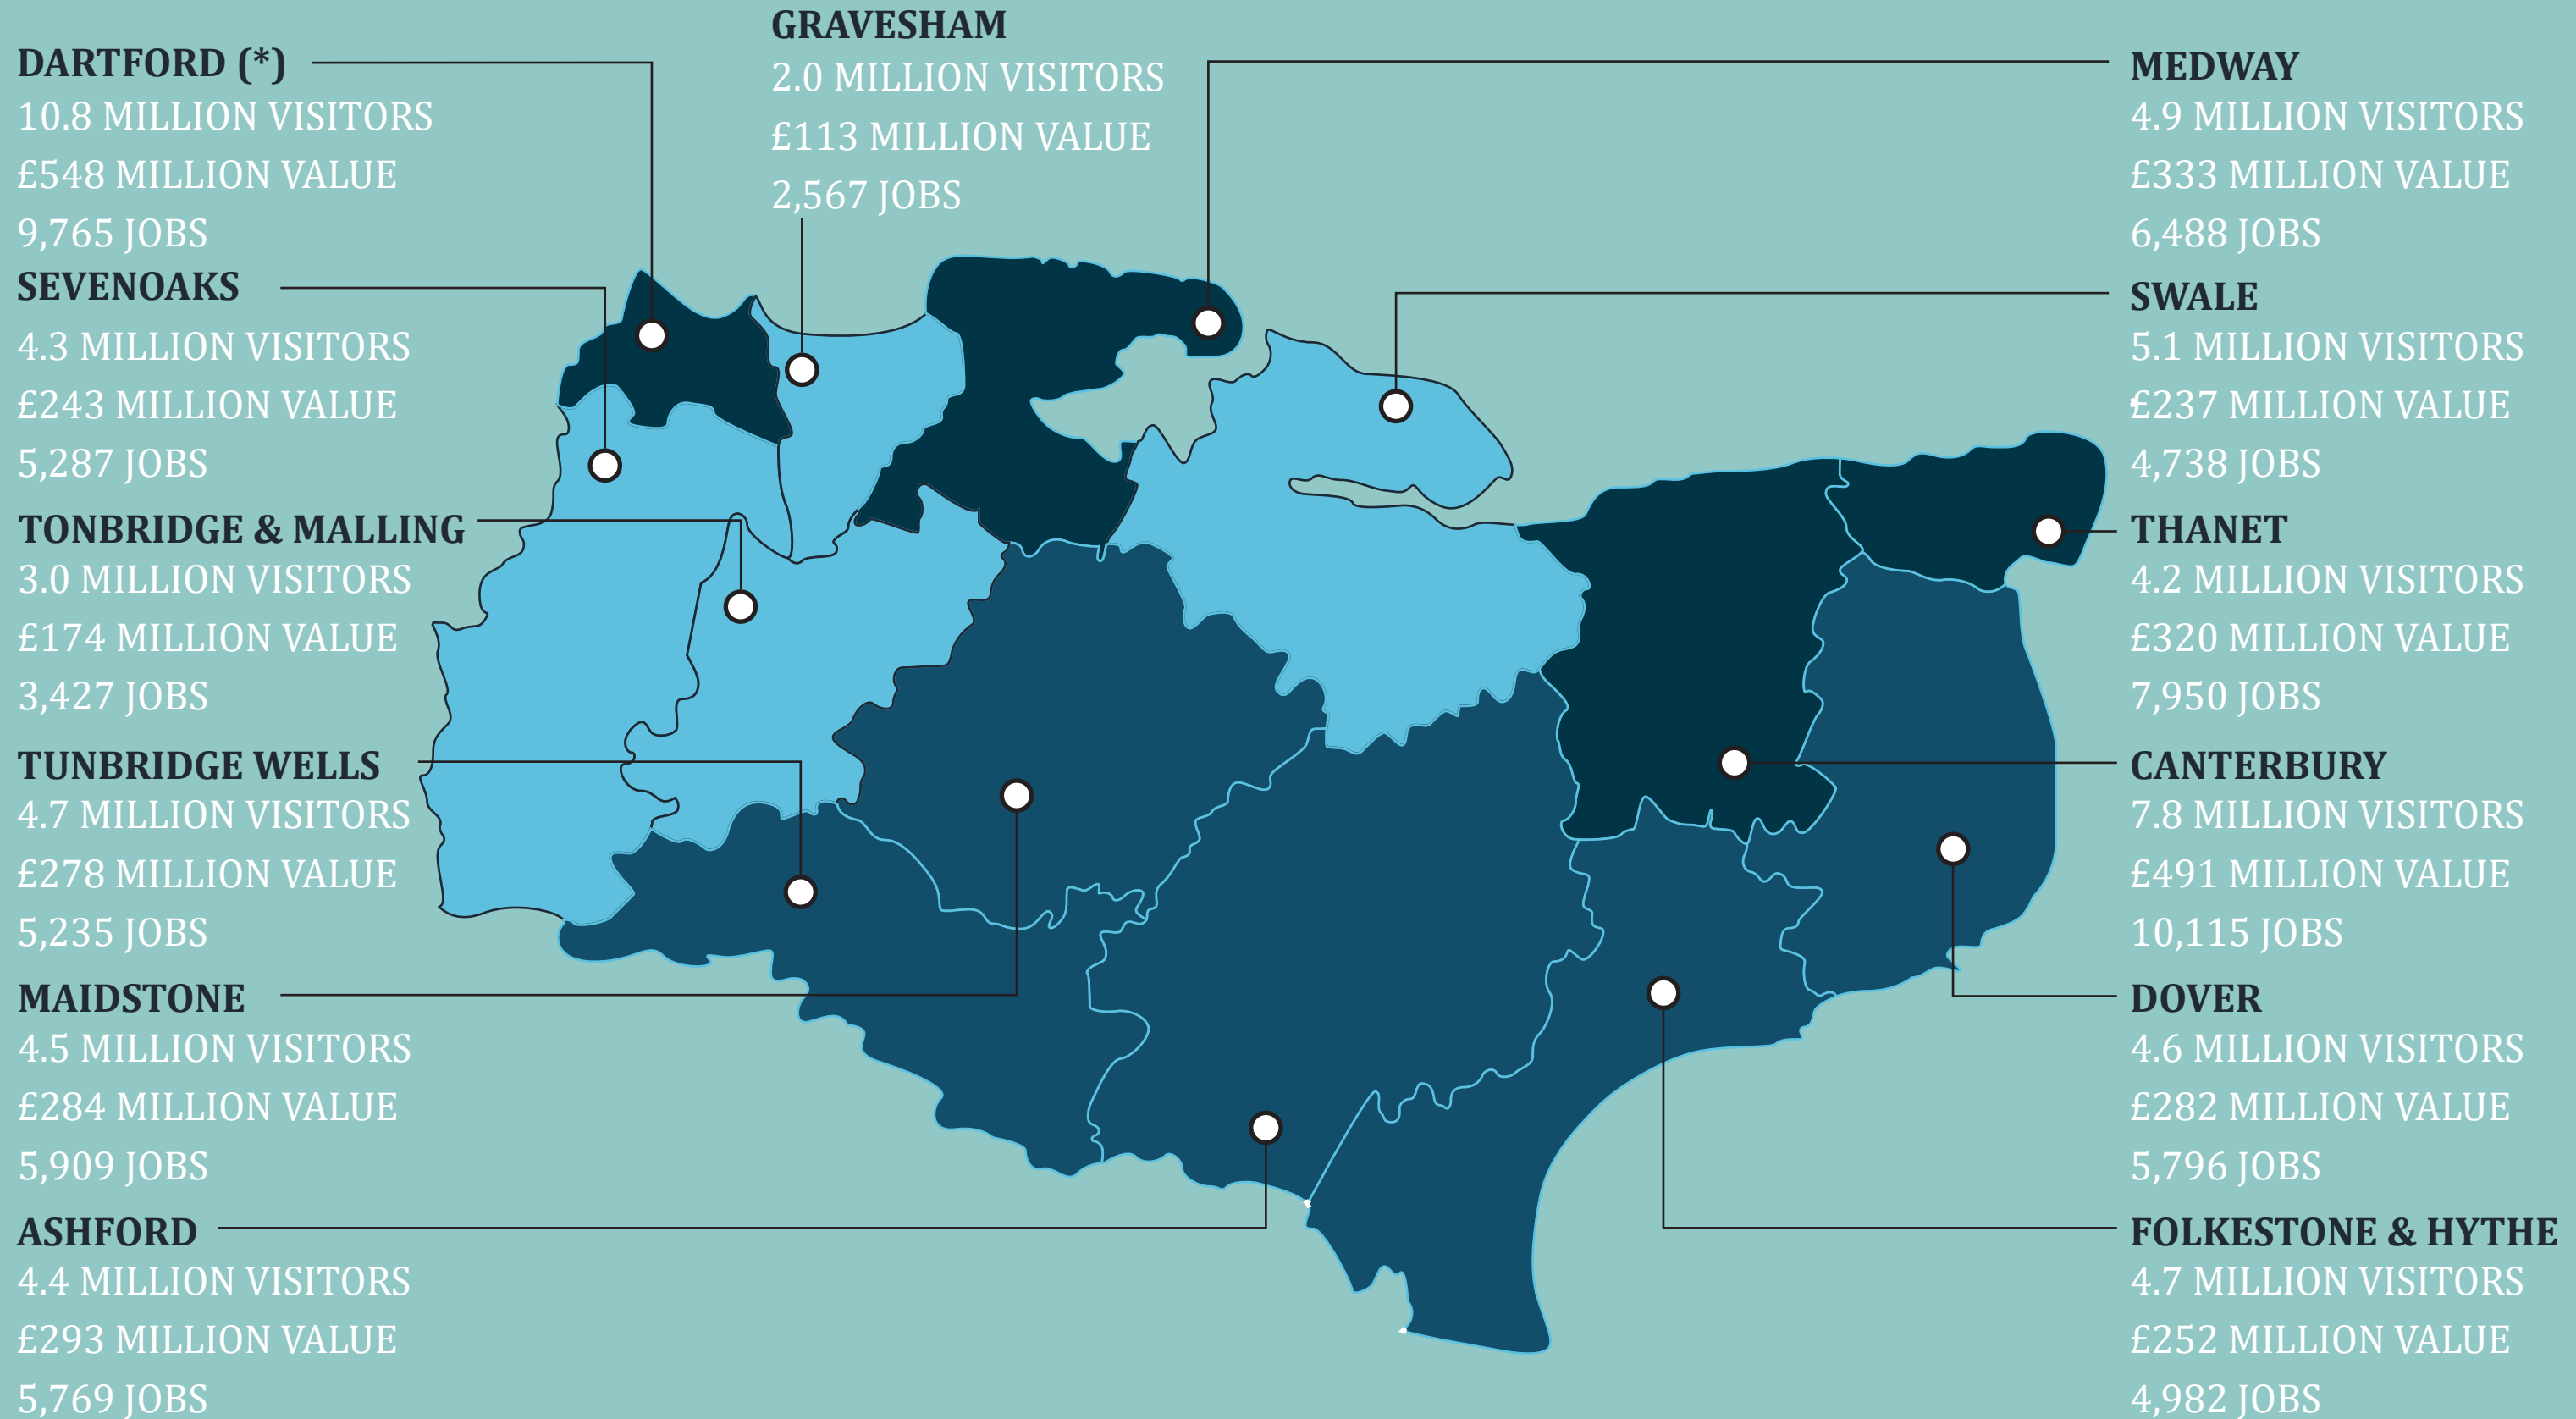 DARTFORD (*)
10.8 MILLION VISITORS
£548 MILLION VALUE
9,765 JOBS
SEVENOAKS
4.3 MILLION VISITORS
£243 MILLION VALUE
5,287 JOBS
TONBRIDGE & MALLING
3.0 MILLION VISITORS
£174 MILLION VALUE
3,427 JOBS
TUNBRIDGE WELLS
4.7 MILLION VISITORS
£278 MILLION VALUE
5,235 JOBS
MAIDSTONE
4.5 MILLION VISITORS
£284 MILLION VALUE
5,909 JOBS
ASHFORD
4.4 MILLION VISITORS
£293 MILLION VALUE
5,769 JOBS
GRAVESHAM
2.0 MILLION VISITORS
£113 MILLION VALUE
2,567 JOBS
MEDWAY
4.9 MILLION VISITORS
£333 MILLION VALUE
6,488 JOBS
SWALE
5.1 MILLION VISITORS
£237 MILLION VALUE
4,738 JOBS
THANET
4.2 MILLION VISITORS
£320 MILLION VALUE
7,950 JOBS
CANTERBURY
7.8 MILLION VISITORS
£491 MILLION VALUE
10,115 JOBS
DOVER
4.6 MILLION VISITORS
£282 MILLION VALUE
5,796 JOBS
FOLKESTONE & HYTHE
4.7 MILLION VISITORS
£252 MILLION VALUE
4,982 JOBS